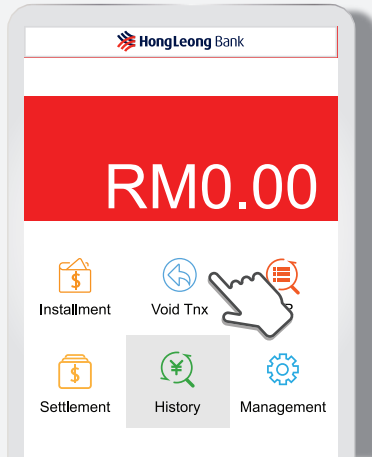 HongLeong Bank
RM0.00
Installment Void Tnx
Settlement History Management